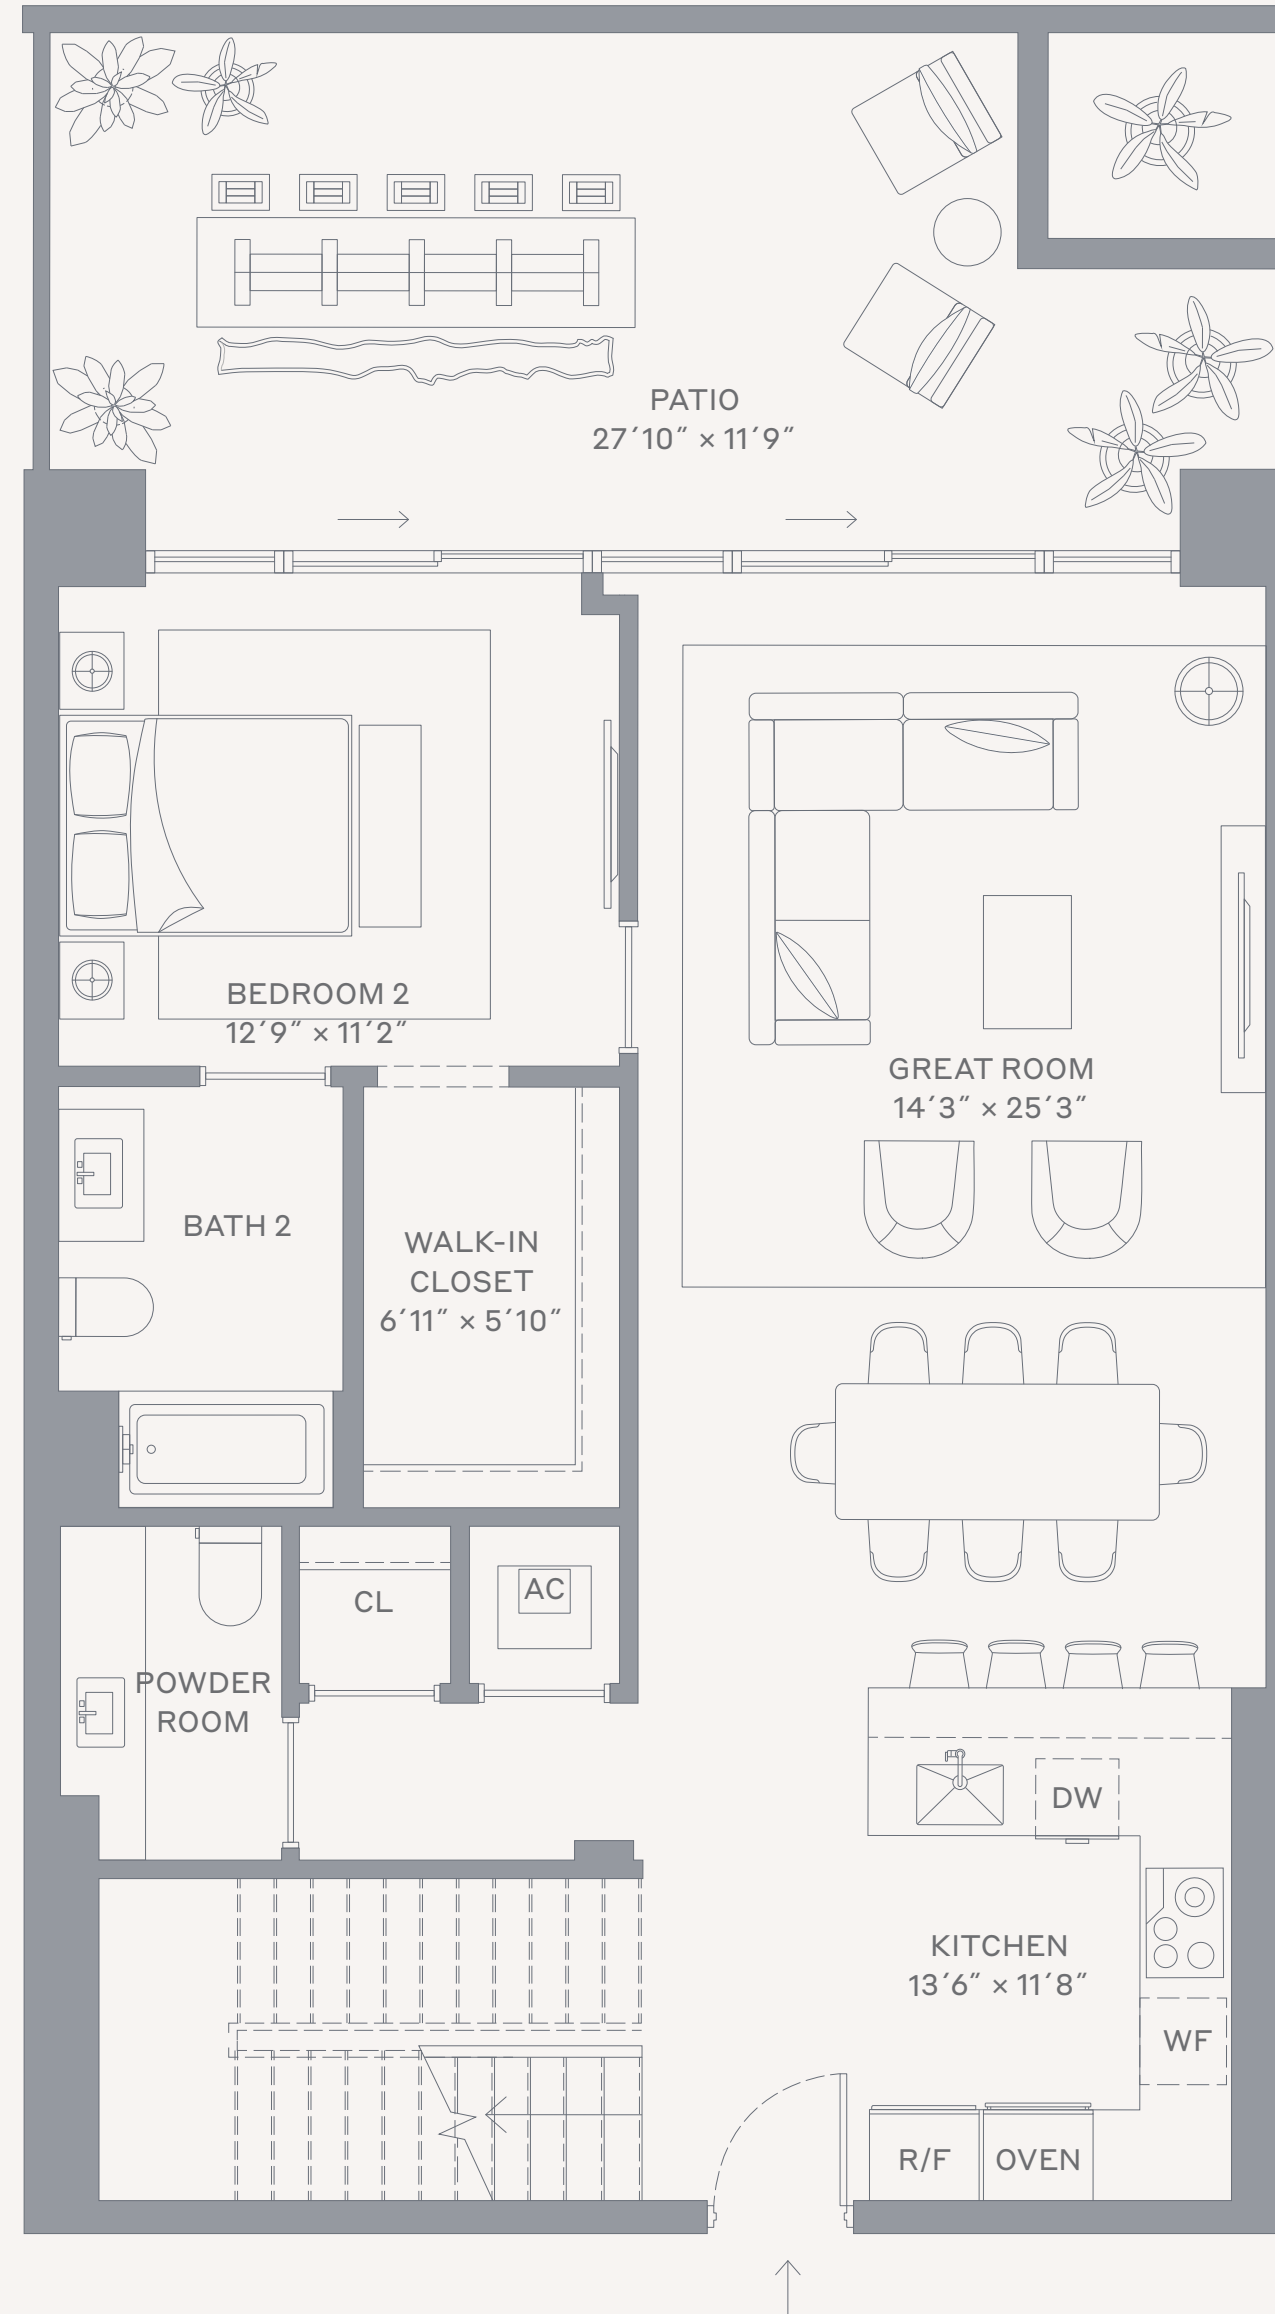 PATIO
27′10″ × 11′9″
BEDROOM 2
12′9″ × 11′2″
GREAT ROOM
14′3″ × 25′3″
BATH 2
WALK-IN
CLOSET
6′11″ × 5′10″
CL
AC
POWDER
ROOM
DW
KITCHEN
13′6″ × 11′8″
WF
R/F
OVEN